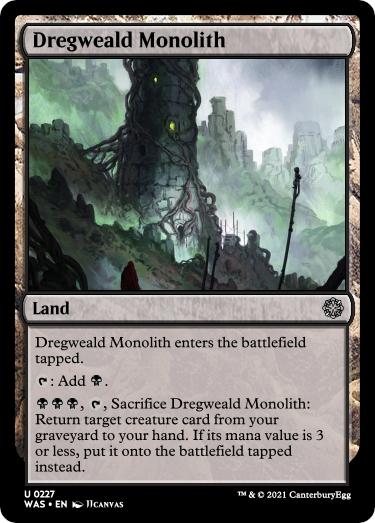 Dregweald Monolith
Land
Dregweald Monolith enters the battlefield
tapped.
: Add .
, , Sacrifice Dregweald Monolith:
Return target creature card from your
graveyard to your hand. If its mana value is 3
or less, put it onto the battlefield tapped
instead.
U 0227
WAS • EN JJCANVAS
™ & © 2021 CanterburyEgg